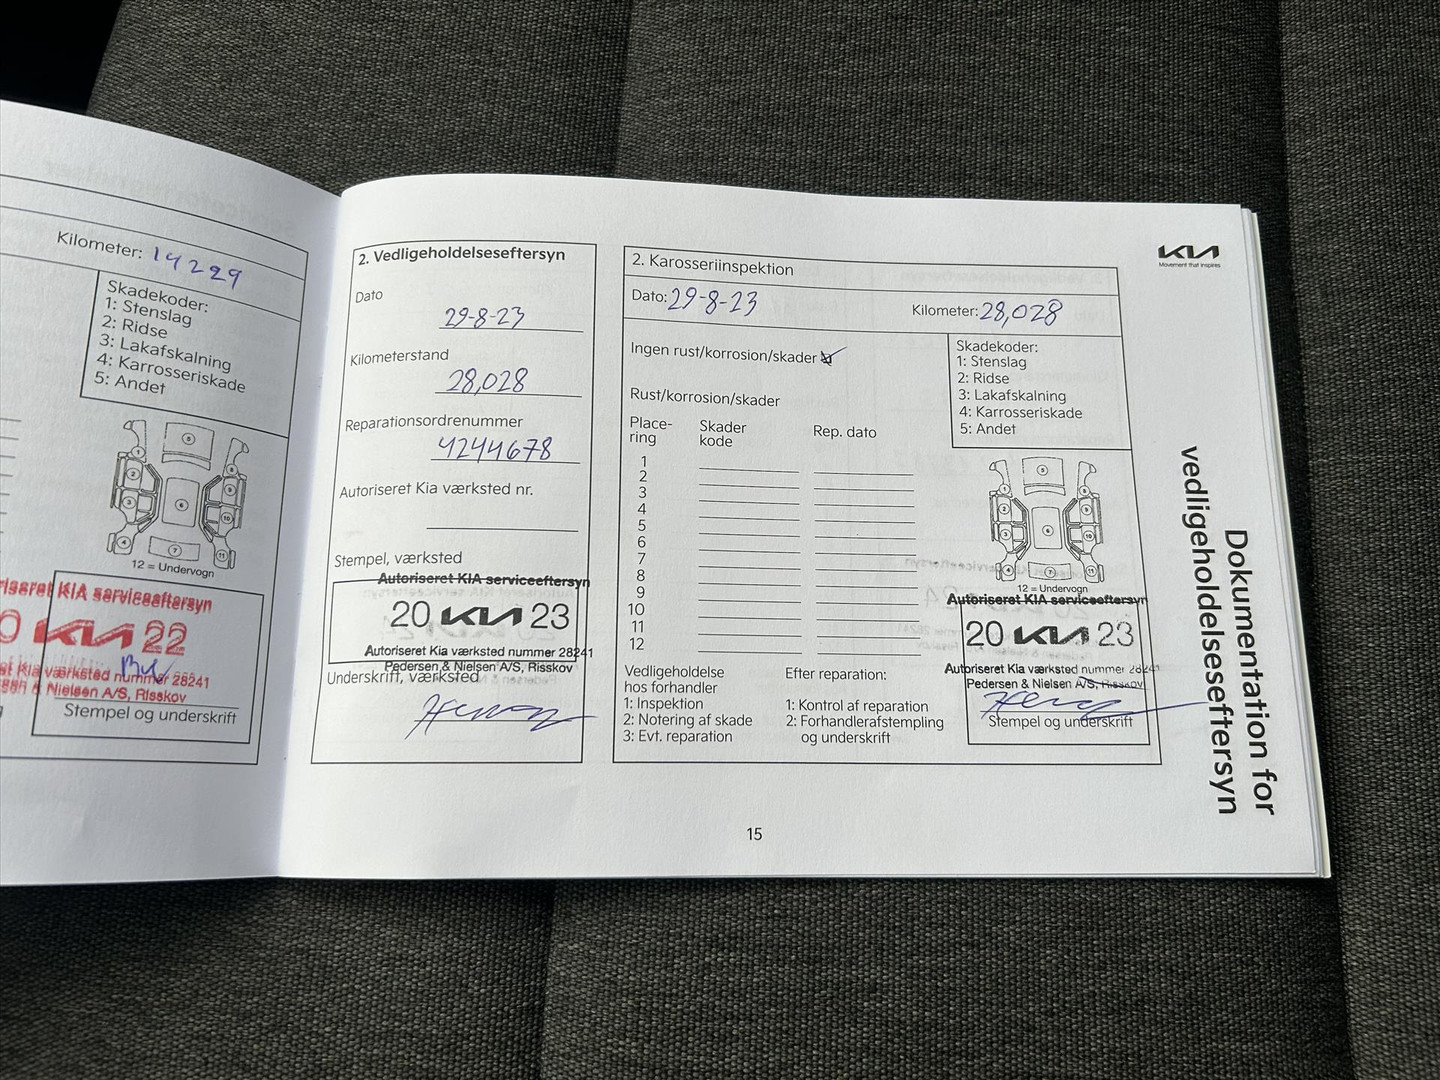 Kilometer: 14229
Skadekoder:
1: Stenslag
2: Ridse
3: Lakafskalning
4: Karrosseriskade
5: Andet
12 = Undervogn
KIA serviceeftersyn
KIA 22
Kia værksted nummer 28241
& Nielsen A/S, Risskov
Stempel og underskrift
2. Vedligeholdelseseftersyn
Dato
29-8-23
Kilometerstand
28,028
Reparationsordrenummer
4244678
Autoriseret Kia værksted nr.
Stempel, værksted
Autoriseret KIA serviceeftersyn
20 KIA 23
Autoriseret Kia værksted nummer 28241
Pedersen & Nielsen A/S, Risskov
Underskrift, værksted
2. Karosseriinspektion
Dato: 29-8-23 Kilometer: 28,028
Ingen rust/korrosion/skader
Rust/korrosion/skader
Place-
ring
Skader
kode
Rep. dato
1
2
3
4
5
6
7
8
9
10
11
12
Skadekoder:
1: Stenslag
2: Ridse
3: Lakafskalning
4: Karrosseriskade
5: Andet
12 = Undervogn
Autoriseret KIA serviceeftersyn
20 KIA 23
Autoriseret Kia værksted nummer 28241
Pedersen & Nielsen A/S, Risskov
Stempel og underskrift
Vedligeholdelse
hos forhandler
1: Inspektion
2: Notering af skade
3: Evt. reparation
Efter reparation:
1: Kontrol af reparation
2: Forhandlerafstempling
og underskrift
KIA
Movement that inspires
Dokumentation for
vedligeholdelseseftersyn
15